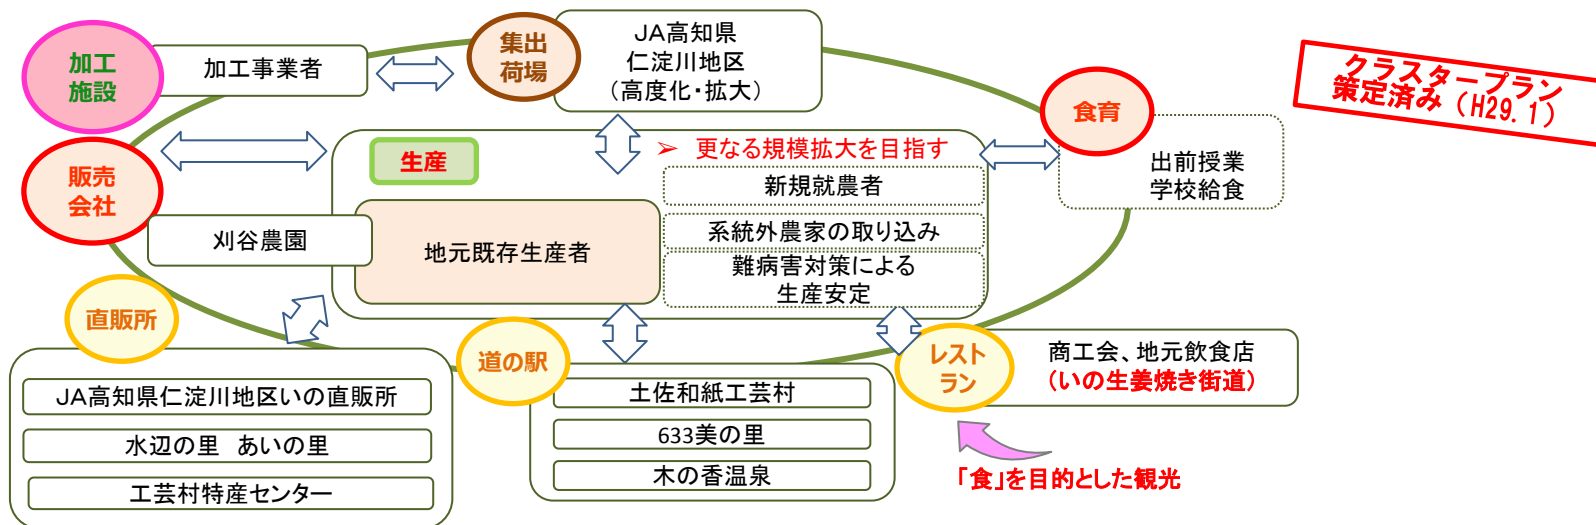 加工
施設
加工事業者
集出
荷場
JA高知県
仁淀川地区
(高度化・拡大)
クラスタープラン
策定済み(H29.1)
食育
出前授業
学校給食
販売
会社
刈谷農園
生産
➢ 更なる規模拡大を目指す
新規就農者
系統外農家の取り込み
難病害対策による
生産安定
地元既存生産者
直販所
JA高知県仁淀川地区いの直販所
水辺の里 あいの里
工芸村特産センター
道の駅
土佐和紙工芸村
633美の里
木の香温泉
レスト
ラン
商工会、地元飲食店
(いの生姜焼き街道)
「食」を目的とした観光